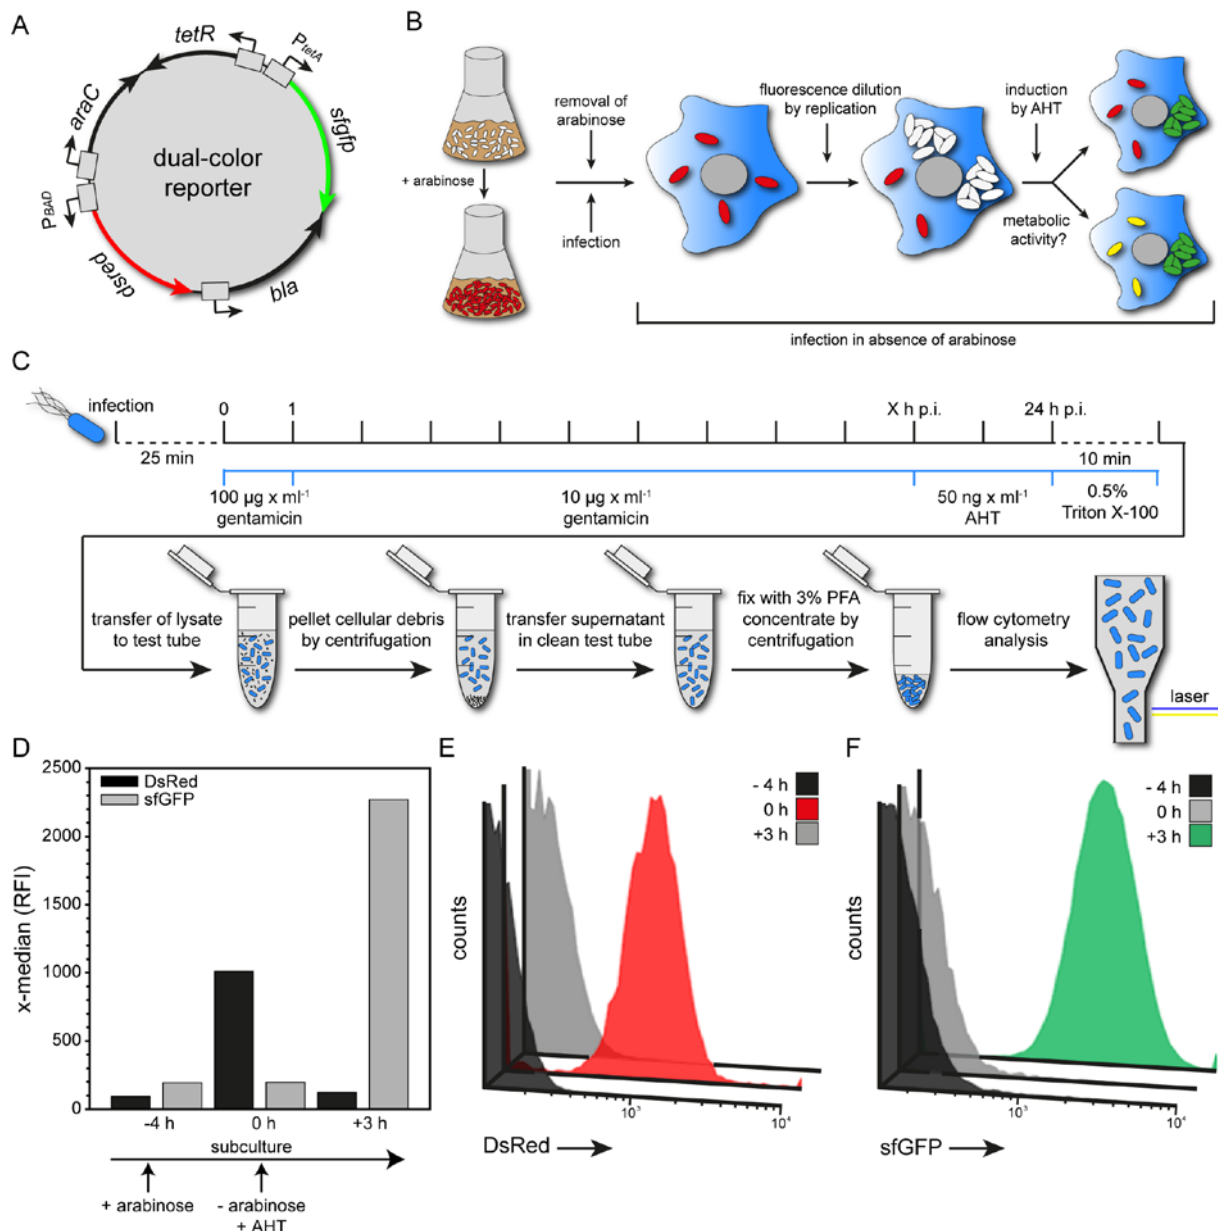 A
tetR
PtetA
araC
sfgfp
dual-color
reporter
PBAD
dsred
bla
B
+ arabinose
removal of
arabinose
infection
fluorescence dilution
by replication
induction
by AHT
metabolic
activity?
infection in absence of arabinose
C
infection
0
1
X h p.i.
24 h p.i.
25 min
10 min
100 µg x ml⁻¹
gentamicin
10 µg x ml⁻¹
gentamicin
50 ng x ml⁻¹
AHT
0.5%
Triton X-100
transfer of lysate
to test tube
pellet cellular debris
by centrifugation
transfer supernatant
in clean test tube
fix with 3% PFA
concentrate by
centrifugation
flow cytometry
analysis
laser
D
DsRed
sfGFP
x-median (RFI)
2500
2000
1500
1000
500
0
-4 h
0 h
+3 h
subculture
+ arabinose
- arabinose
+ AHT
E
counts
- 4 h
0 h
+3 h
10³
10⁴
DsRed
F
counts
- 4 h
0 h
+3 h
10³
10⁴
sfGFP